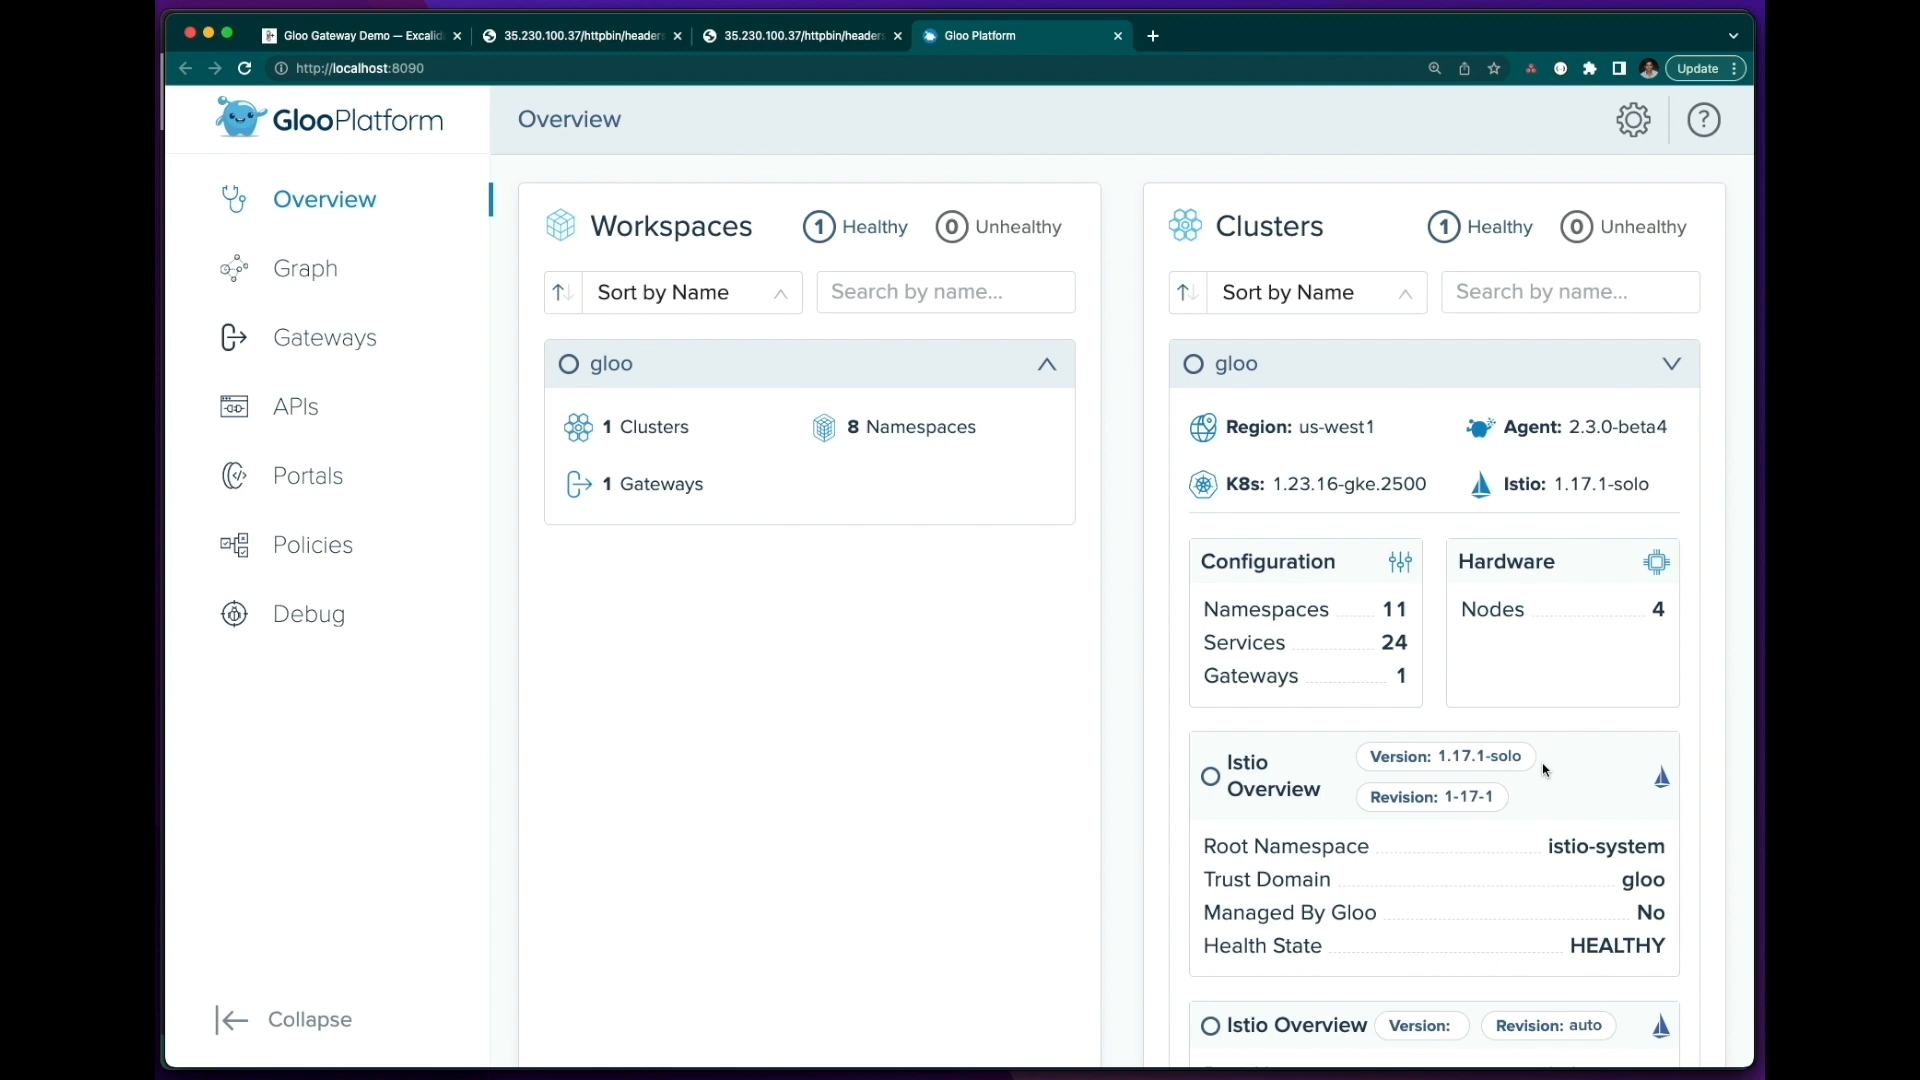 Gloo Gateway Demo — Excalid
35.230.100.37/httpbin/headers
35.230.100.37/httpbin/headers
Gloo Platform
http://localhost:8090
Update
GlooPlatform
Overview
Overview
Graph
Gateways
APIs
Portals
Policies
Debug
Collapse
Workspaces
1 Healthy
0 Unhealthy
Sort by Name
Search by name...
gloo
1 Clusters
8 Namespaces
1 Gateways
Clusters
1 Healthy
0 Unhealthy
Sort by Name
Search by name...
gloo
Region: us-west1
Agent: 2.3.0-beta4
K8s: 1.23.16-gke.2500
Istio: 1.17.1-solo
Configuration
Namespaces 11
Services 24
Gateways 1
Hardware
Nodes 4
Istio
Overview
Version: 1.17.1-solo
Revision: 1-17-1
Root Namespace istio-system
Trust Domain gloo
Managed By Gloo No
Health State HEALTHY
Istio Overview
Version:
Revision: auto